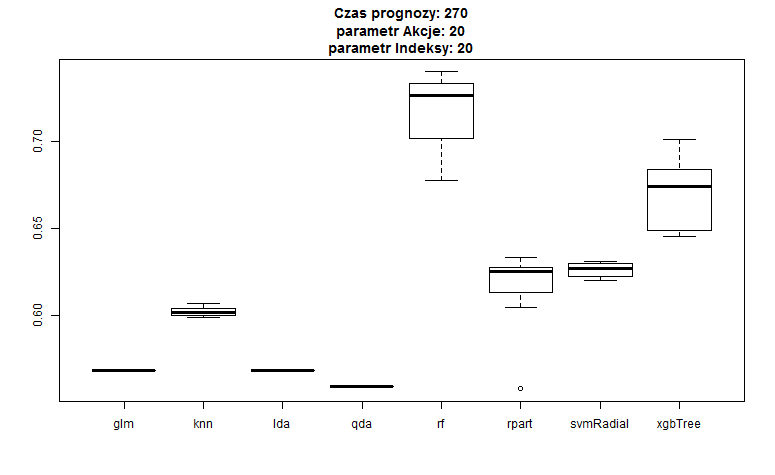 Czas prognozy: 270
parametr Akcje: 20
parametr Indeksy: 20
0.70
0.65
0.60
glm knn lda qda rf rpart svmRadial xgbTree